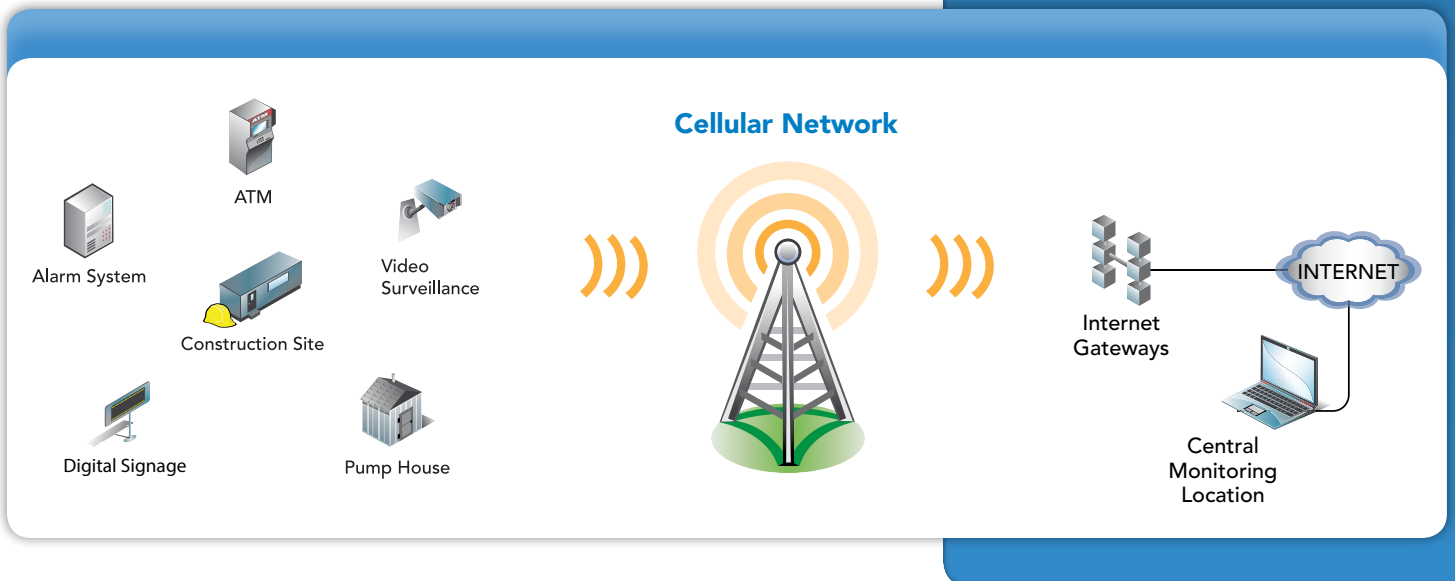 Cellular Network
ATM
ATM
Alarm System
Video
Surveillance
Construction Site
Digital Signage
Pump House
INTERNET
Internet
Gateways
Central
Monitoring
Location